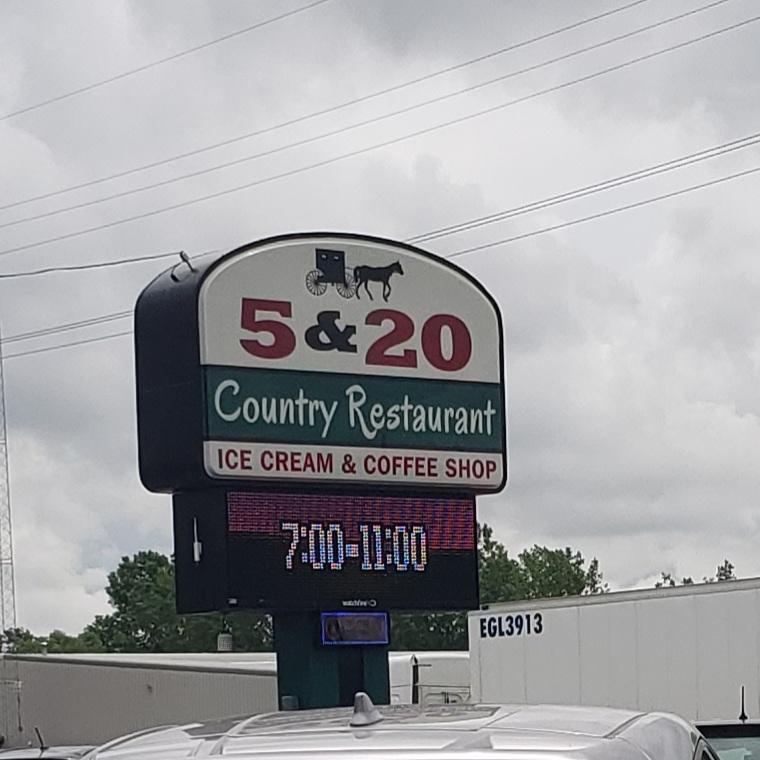 5&20
Country Restaurant
ICE CREAM & COFFEE SHOP
7:00-11:00
EGL3913